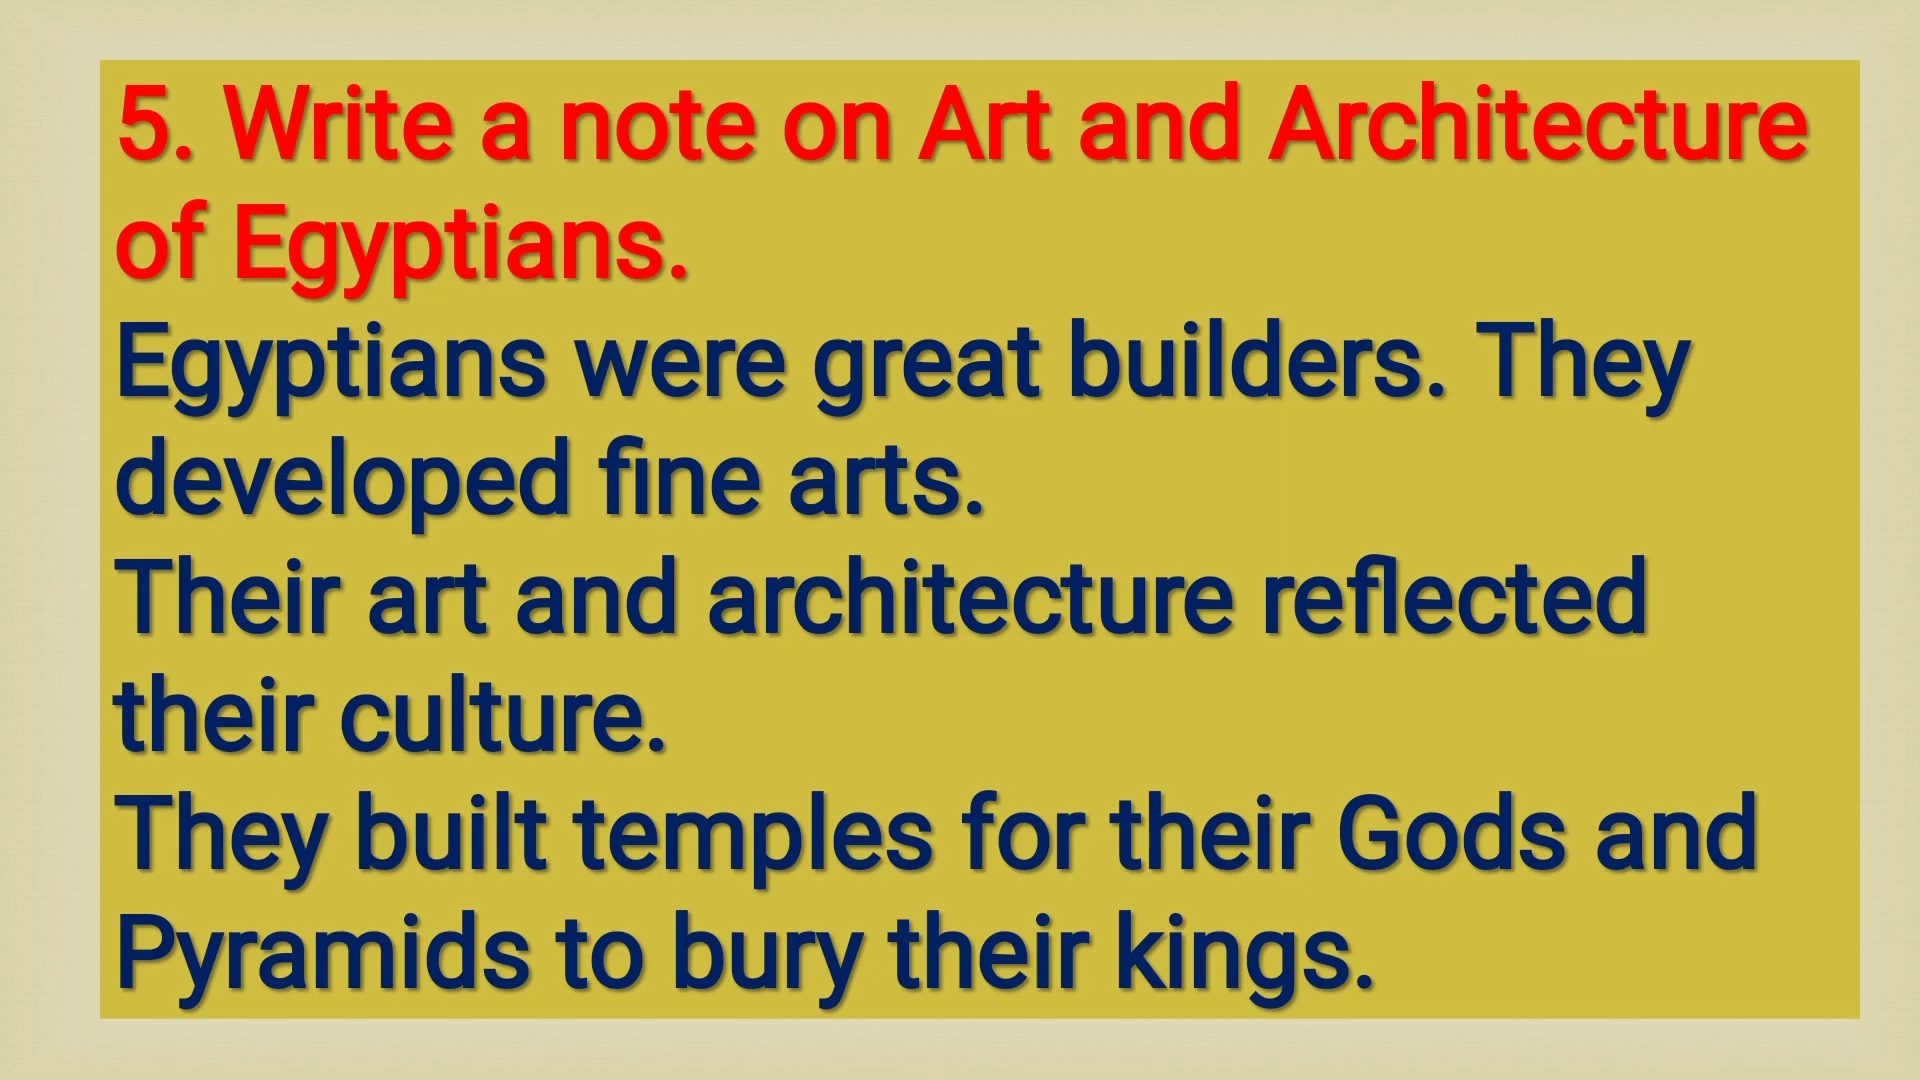 5. Write a note on Art and Architecture
of Egyptians.
Egyptians were great builders. They
developed fine arts.
Their art and architecture reflected
their culture.
They built temples for their Gods and
Pyramids to bury their kings.